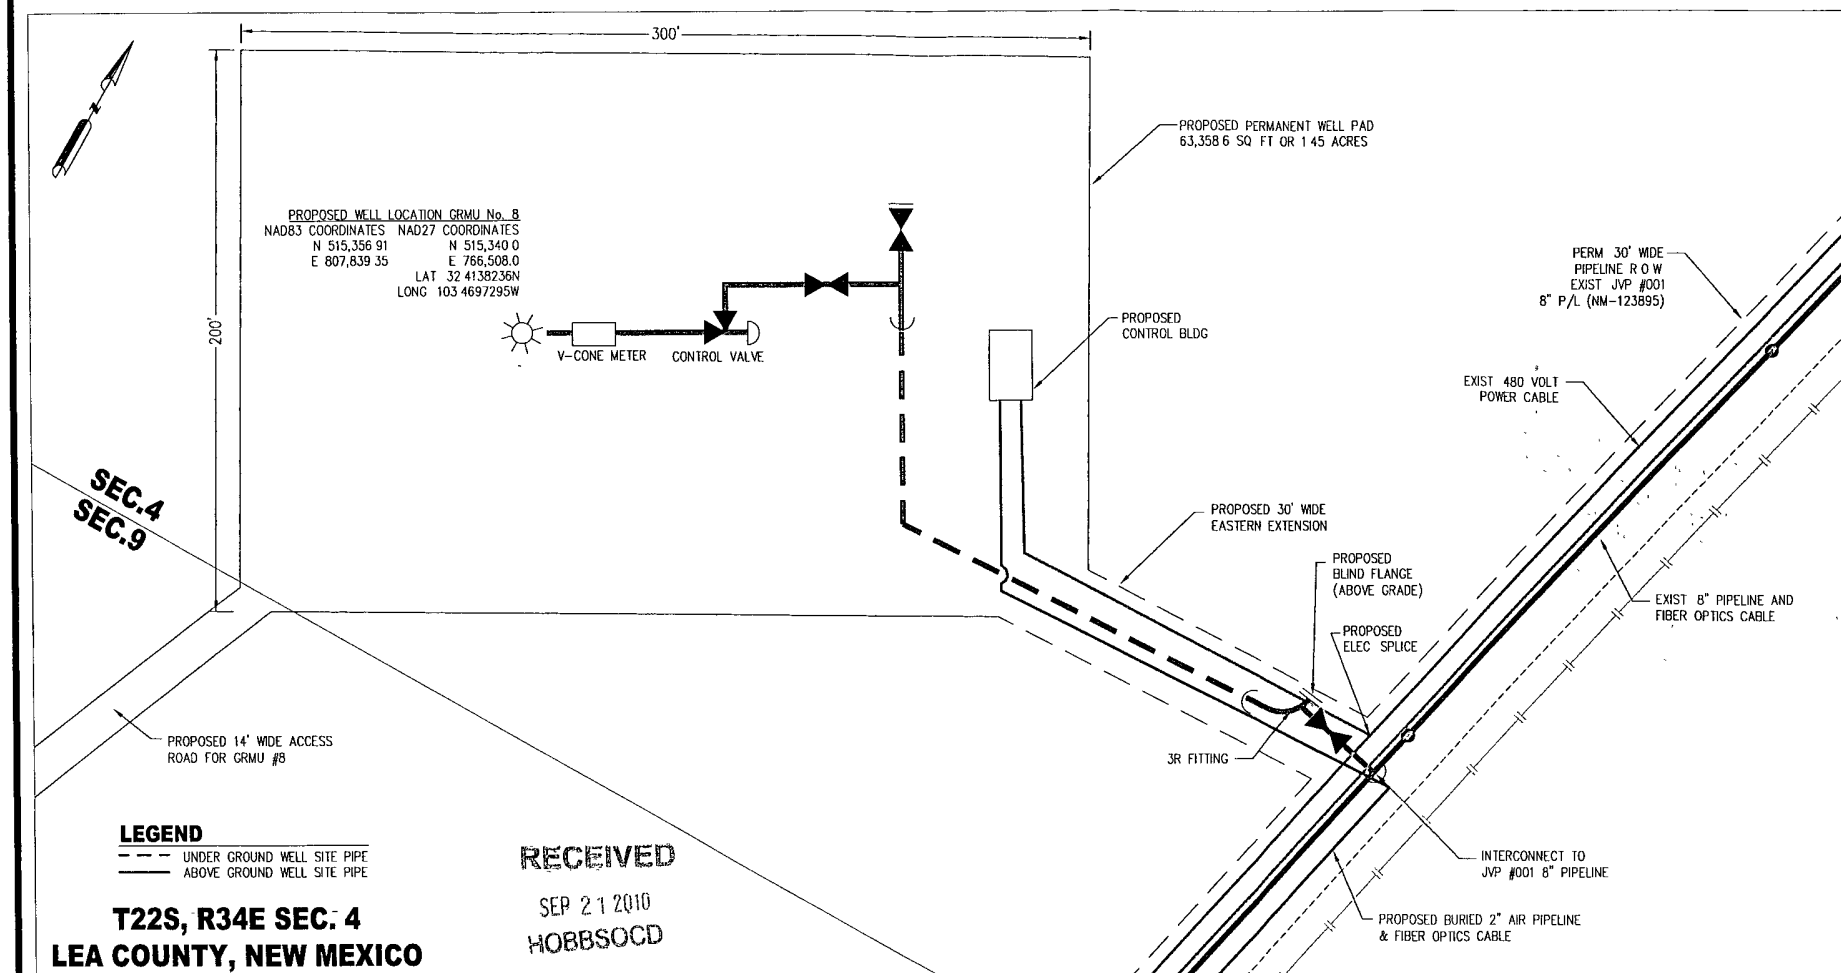 300'
200'
PROPOSED PERMANENT WELL PAD
63,358 6 SQ FT OR 1 45 ACRES
PROPOSED WELL LOCATION GRMU No. 8
NAD83 COORDINATES NAD27 COORDINATES
N 515,356 91 N 515,340 0
E 807,839 35 E 766,508.0
LAT 32 4138236N
LONG 103 4697295W
V-CONE METER
CONTROL VALVE
PROPOSED
CONTROL BLDG
PERM 30' WIDE
PIPELINE R O W
EXIST JVP #001
8" P/L (NM-123895)
EXIST 480 VOLT
POWER CABLE
SEC.4
SEC.9
PROPOSED 30' WIDE
EASTERN EXTENSION
PROPOSED
BLIND FLANGE
(ABOVE GRADE)
PROPOSED
ELEC SPLICE
EXIST 8" PIPELINE AND
FIBER OPTICS CABLE
3R FITTING
PROPOSED 14' WIDE ACCESS
ROAD FOR GRMU #8
INTERCONNECT TO
JVP #001 8" PIPELINE
PROPOSED BURIED 2" AIR PIPELINE
& FIBER OPTICS CABLE
LEGEND
UNDER GROUND WELL SITE PIPE
ABOVE GROUND WELL SITE PIPE
T22S, R34E SEC. 4
LEA COUNTY, NEW MEXICO
RECEIVED
SEP 21 2010
HOBBSOCD
N